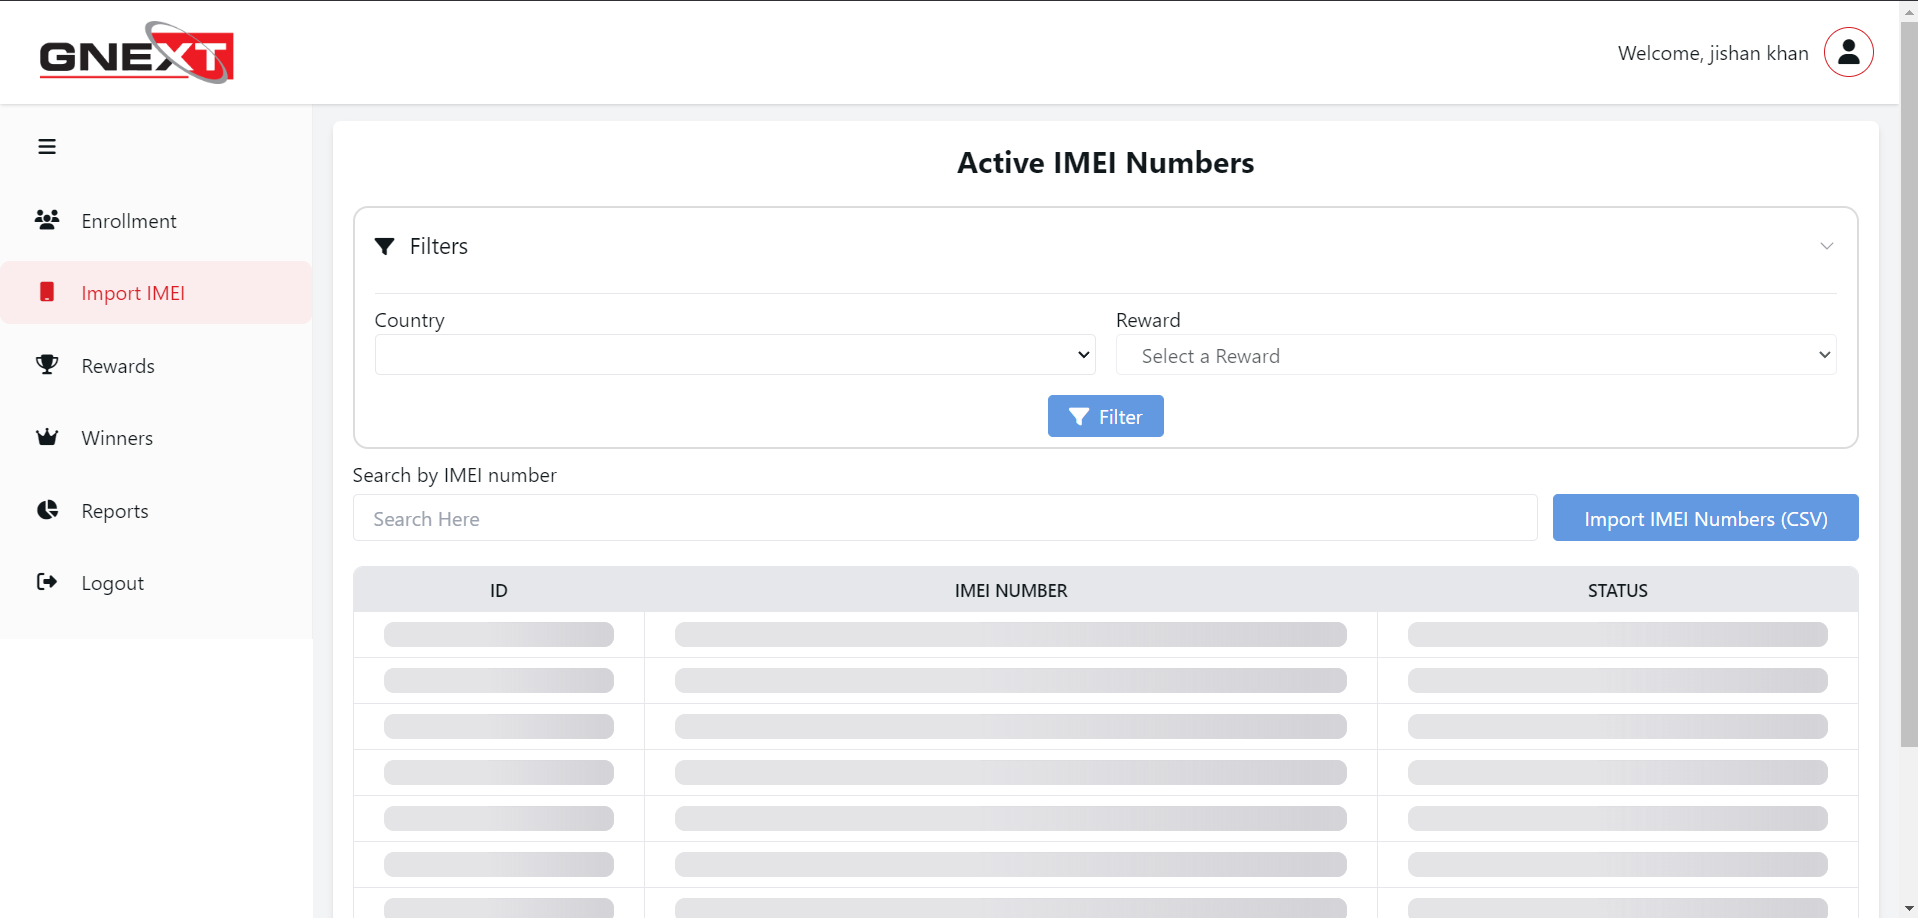 GNEXT
Welcome, jishan khan
Enrollment
Import IMEI
Rewards
Winners
Reports
Logout
Active IMEI Numbers
Filters
Country
Reward
Select a Reward
Filter
Search by IMEI number
Search Here
Import IMEI Numbers (CSV)
ID
IMEI NUMBER
STATUS